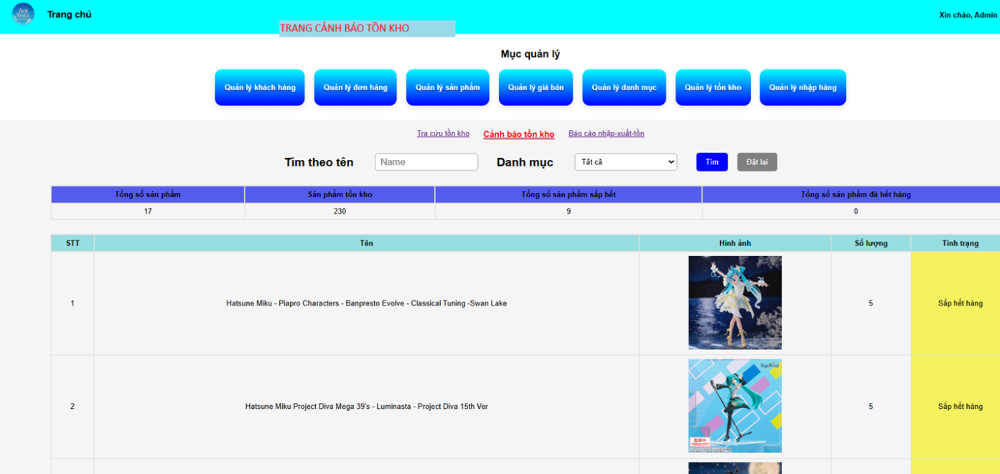 Aoi
Sora
Trang chủ
Xin chào, Admin
TRANG CẢNH BÁO TỒN KHO
Mục quản lý
Quản lý khách hàng
Quản lý đơn hàng
Quản lý sản phẩm
Quản lý giá bán
Quản lý danh mục
Quản lý tồn kho
Quản lý nhập hàng
Tra cứu tồn kho
Cảnh báo tồn kho
Báo cáo nhập-xuất-tồn
Tìm theo tên
Name
Danh mục
Tất cả
Tìm
Đặt lại
Tổng số sản phẩm
Sản phẩm tồn kho
Tổng số sản phẩm sắp hết
Tổng số sản phẩm đã hết hàng
17
230
9
0
STT
Tên
Hình ảnh
Số lượng
Tình trạng
1
Hatsune Miku - Piapro Characters - Banpresto Evolve - Classical Tuning -Swan Lake
5
Sắp hết hàng
2
Hatsune Miku Project Diva Mega 39's - Luminasta - Project Diva 15th Ver
5
Sắp hết hàng